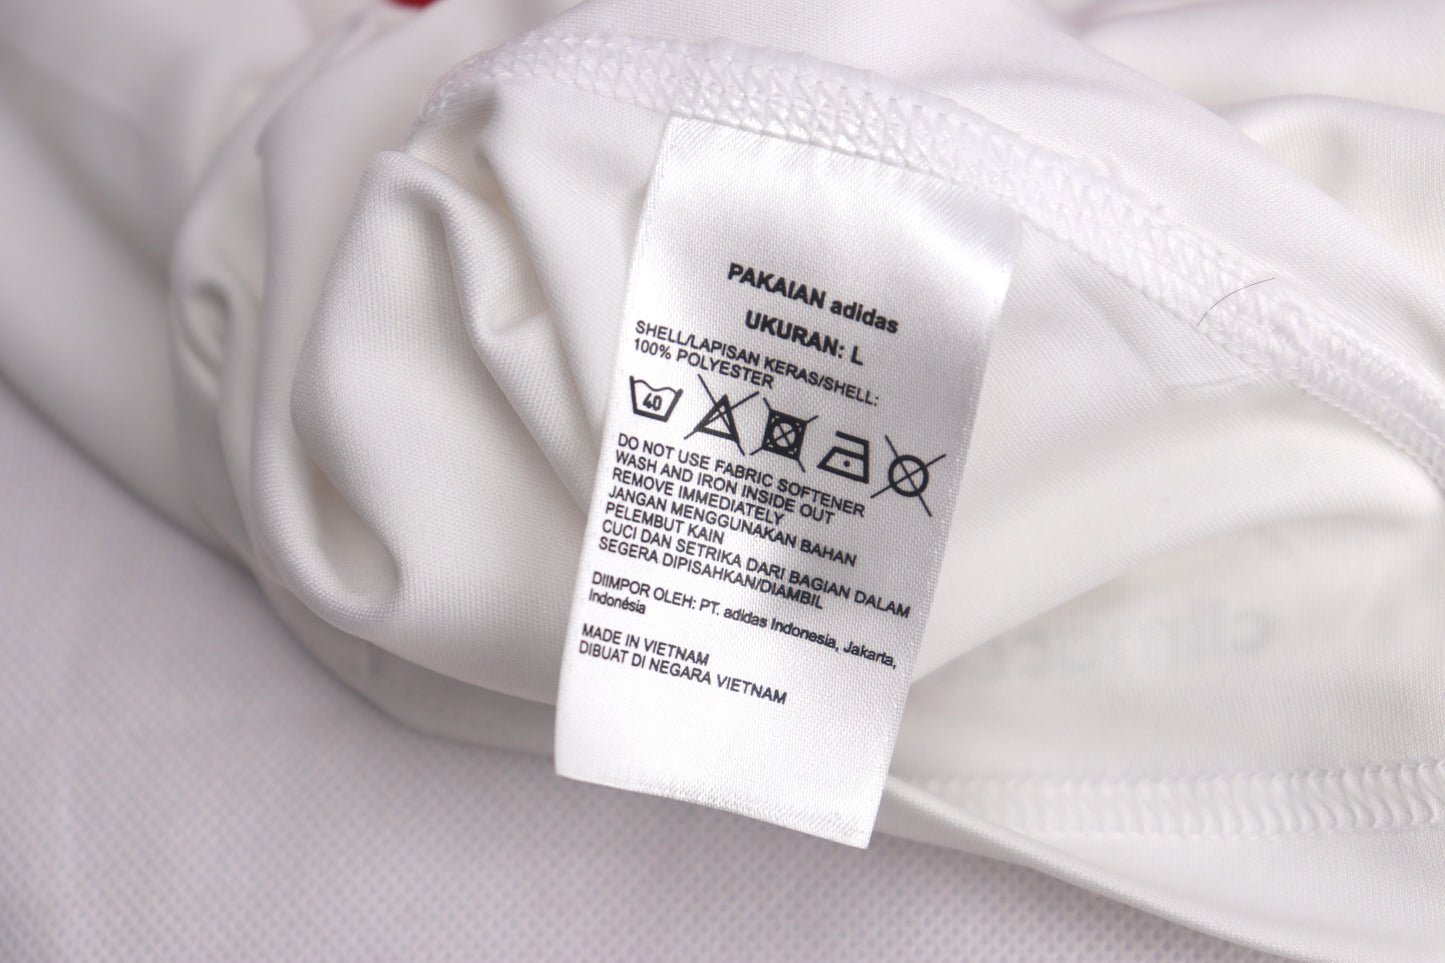 PAKAIAN adidas
UKURAN: L
SHELL/LAPISAN KERAS/SHELL:
100% POLYESTER
40
DO NOT USE FABRIC SOFTENER
WASH AND IRON INSIDE OUT
REMOVE IMMEDIATELY
JANGAN MENGGUNAKAN BAHAN
PELEMBUT KAIN
CUCI DAN SETRIKA DARI BAGIAN DALAM
SEGERA DIPISAHKAN/DIAMBIL
DIIMPOR OLEH: PT. adidas Indonesia, Jakarta,
Indonésia
MADE IN VIETNAM
DIBUAT DI NEGARA VIETNAM